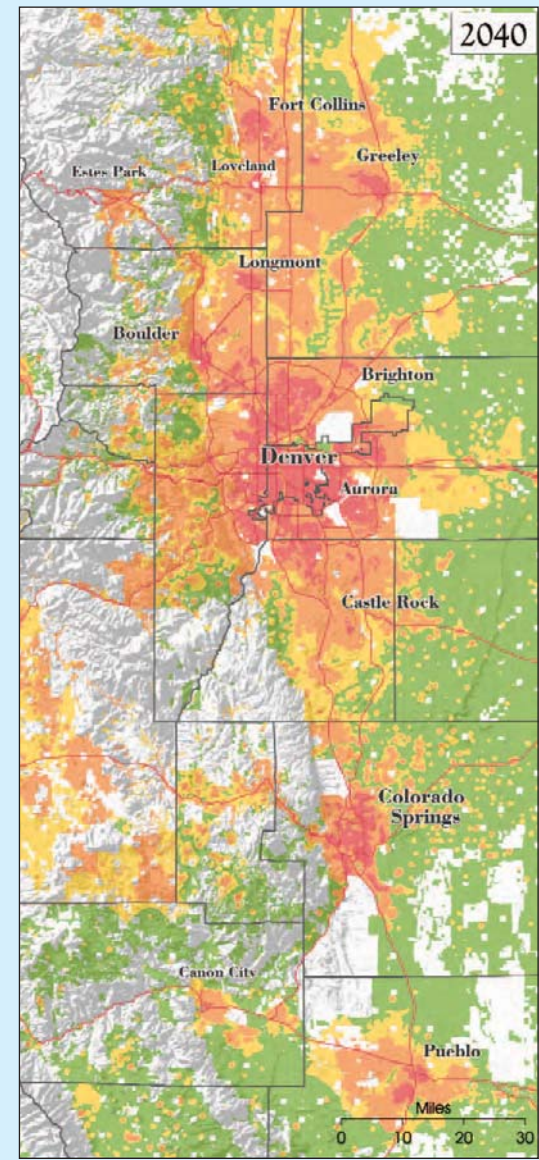 2040
Fort Collins
Loveland
Greeley
Estes Park
Longmont
Boulder
Brighton
Denver
Aurora
Castle Rock
Colorado
Springs
Canon City
Pueblo
Miles
0 10 20 30